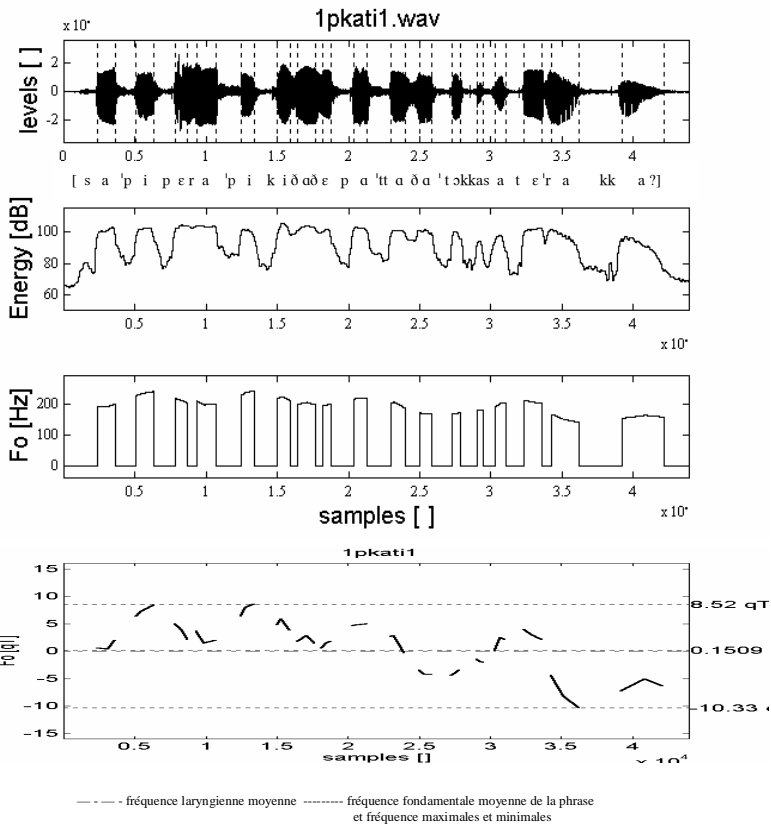 1pkati1.wav
x 10⁴
levels [ ]
2
0
-2
0 0.5 1 1.5 2 2.5 3 3.5 4
[ s a ˈp i p ɛ r a ˈp i k i ð ɑ ð ɛ p ɑ ˈtt ɑ ð ɑ ˈt ɔ kk a s a t ɛ ˈr a kk a ?]
Energy [dB]
100
80
60
0.5 1 1.5 2 2.5 3 3.5 4
x 10⁴
Fo [Hz]
200
100
0
0.5 1 1.5 2 2.5 3 3.5 4
samples [ ]
x 10⁴
1pkati1
Fo [qT]
15
10
5
0
-5
-10
-15
8.52 qT
0.1509
-10.33
0.5 1 1.5 2 2.5 3 3.5 4
samples []
x 10⁴
— - — - fréquence laryngienne moyenne --------- fréquence fondamentale moyenne de la phrase
et fréquence maximales et minimales